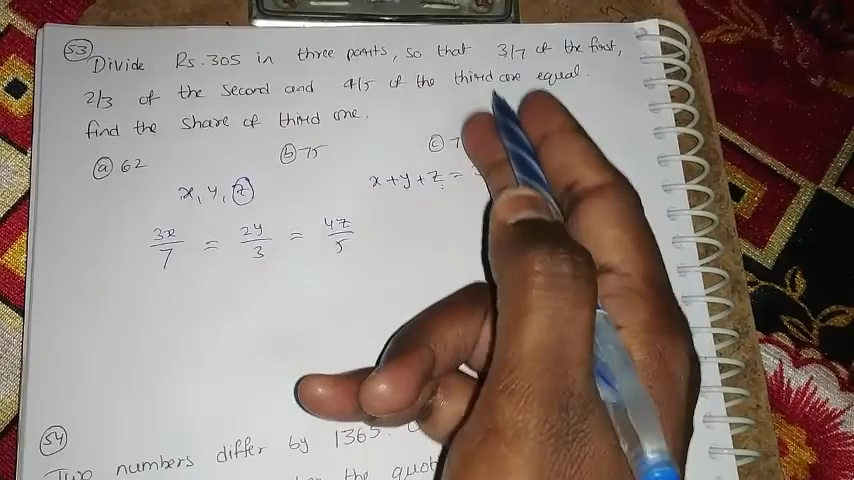 53 Divide Rs.305 in three parts, so that 3/7 of the first,
2/3 of the second and 4/5 of the third are equal.
find the share of third one.
a 62 b 75 c 7
x, y, z x+y+z =
3x/7 = 2y/3 = 4z/5
54
Two numbers differ by 1365.
the quot